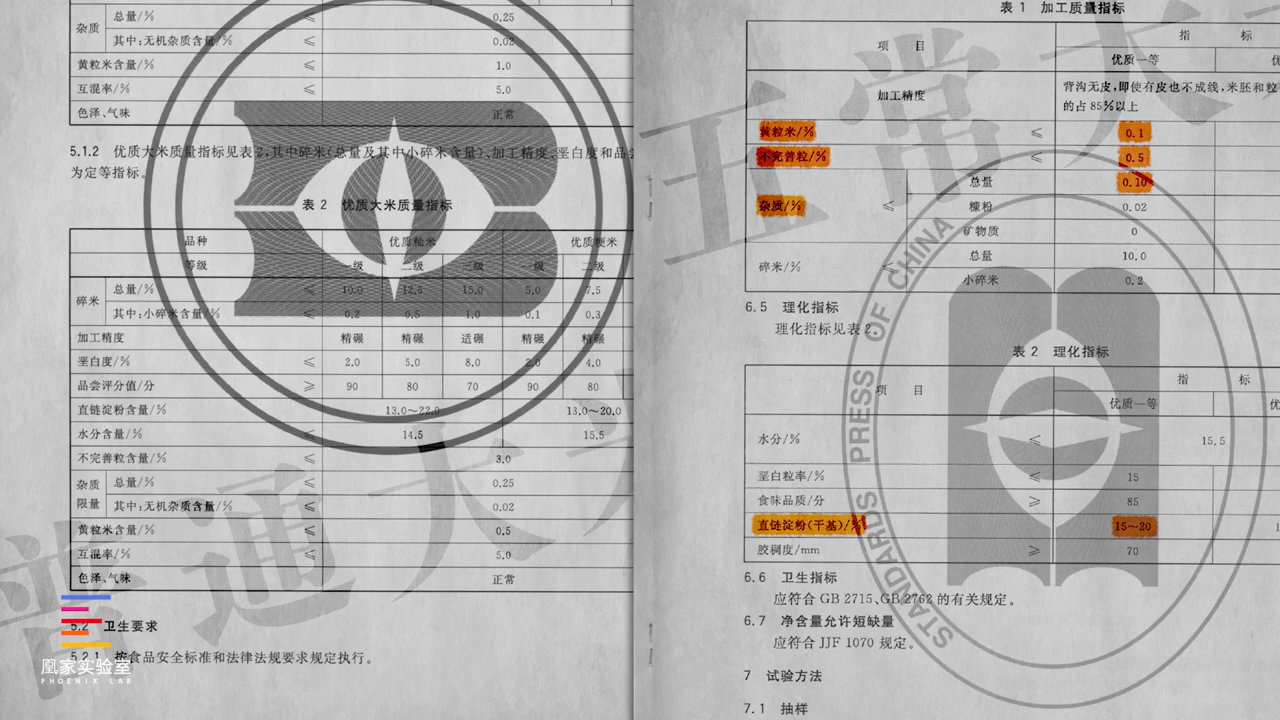 杂质 总量/% ≤ 0.25
其中:无机杂质含量/% ≤ 0.02
黄粒米含量/% ≤ 1.0
互混率/% ≤ 5.0
色泽、气味 正常
5.1.2 优质大米质量指标见表2,其中碎米(总量及其中小碎米含量)、加工精度、垩白度和品尝
为定等指标。
表 2 优质大米质量指标
品种 优质籼米 优质粳米
等级 一级 二级 三级 一级 二级
碎米 总量/% ≤ 10.0 12.5 15.0 5.0 7.5
其中:小碎米含量/% ≤ 0.2 0.5 1.0 0.1 0.3
加工精度 精碾 精碾 适碾 精碾 精碾
垩白度/% ≤ 2.0 5.0 8.0 2.0 4.0
品尝评分值/分 ≥ 90 80 70 90 80
直链淀粉含量/% 13.0～22.0 13.0～20.0
水分含量/% ≤ 14.5 15.5
不完善粒含量/% ≤ 3.0
杂质限量 总量/% ≤ 0.25
其中:无机杂质含量/% ≤ 0.02
黄粒米含量/% ≤ 0.5
互混率/% ≤ 5.0
色泽、气味 正常
5.2 卫生要求
5.2.1 按食品安全标准和法律法规要求规定执行。
普通大
凰家实验室
PHOENIX LAB
表 1 加工质量指标
项 目 指 标
优质一等 优
加工精度 背沟无皮,即使有皮也不成线,米胚和粒
的占 85%以上
黄粒米/% ≤ 0.1
不完善粒/% ≤ 0.5
杂质/% ≤ 总量 0.10
糠粉 0.02
矿物质 0
碎米/% ≤ 总量 10.0
小碎米 0.2
6.5 理化指标
理化指标见表 2。
表 2 理化指标
项 目 指 标
优质一等 优
水分/% ≤ 15.5
垩白粒率/% ≤ 15
食味品质/分 ≥ 85
直链淀粉(干基)/% 15～20
胶稠度/mm ≥ 70
6.6 卫生指标
应符合 GB 2715、GB 2762 的有关规定。
6.7 净含量允许短缺量
应符合 JJF 1070 规定。
7 试验方法
7.1 抽样
五常大
STANDARDS PRESS OF CHINA